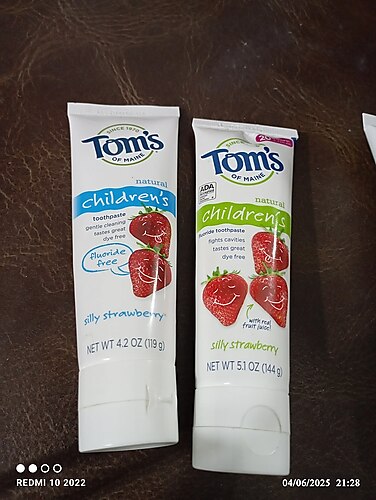 SINCE 1970
Tom's
OF MAINE
natural
children's
toothpaste
gentle cleaning
tastes great
dye free
fluoride
free
silly strawberry
NET WT 4.2 OZ (119 g)
SINCE 1970
Tom's
OF MAINE
ADA
natural
children's
fluoride toothpaste
fights cavities
tastes great
dye free
with real
fruit juice!
silly strawberry
NET WT 5.1 OZ (144 g)
REDMI 10 2022
04/06/2025 21:28